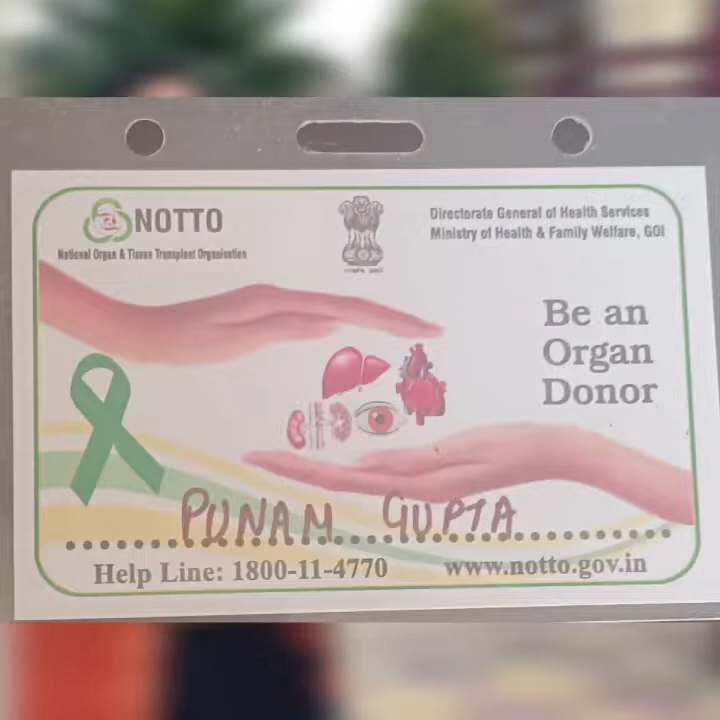 NOTTO
National Organ & Tissue Transplant Organisation
Directorate General of Health Services
Ministry of Health & Family Welfare, GOI
Be an
Organ
Donor
PUNAM GUPTA
Help Line: 1800-11-4770 www.notto.gov.in